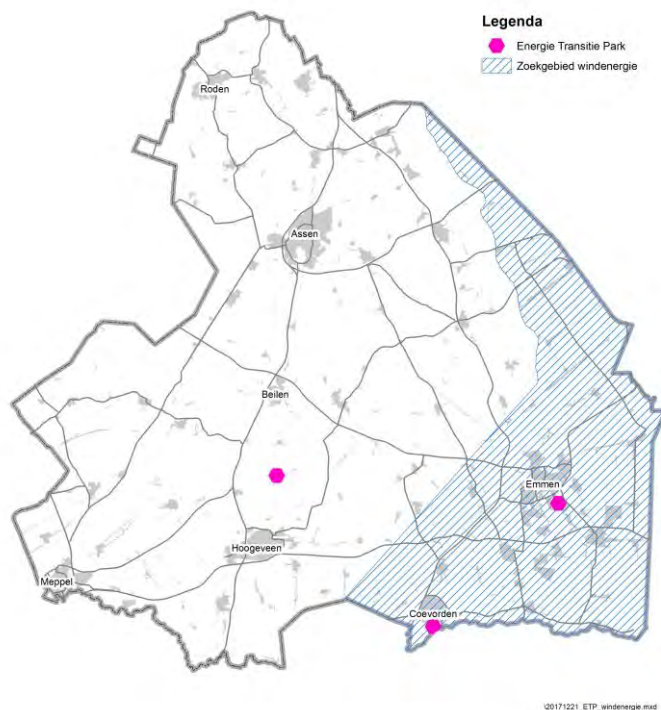 Legenda
Energie Transitie Park
Zoekgebied windenergie
Roden
Assen
Beilen
Emmen
Hoogeveen
Meppel
Coevorden
i20171221_ETP_windenergie.mxd